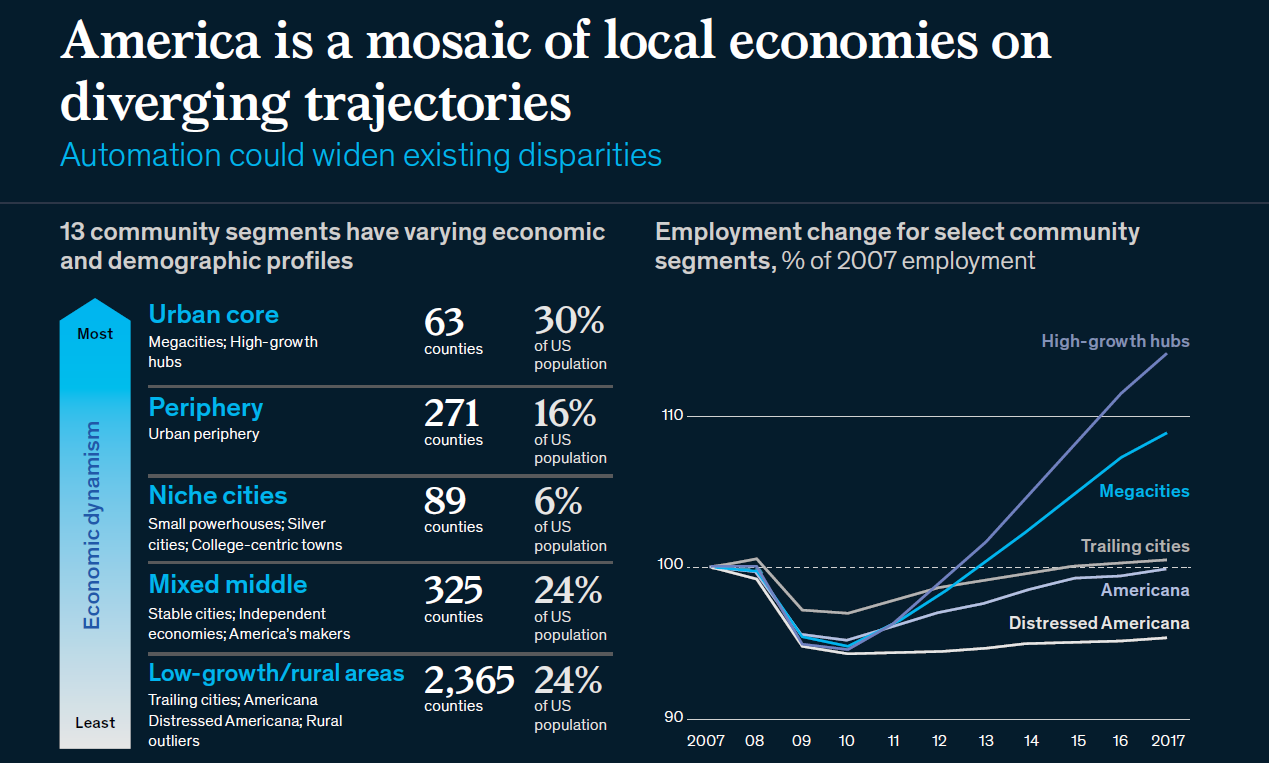 America is a mosaic of local economies on
diverging trajectories
Automation could widen existing disparities
13 community segments have varying economic
and demographic profiles
Most
Economic dynamism
Least
Urban core
Megacities; High-growth
hubs
63
counties
30%
of US
population
Periphery
Urban periphery
271
counties
16%
of US
population
Niche cities
Small powerhouses; Silver
cities; College-centric towns
89
counties
6%
of US
population
Mixed middle
Stable cities; Independent
economies; America's makers
325
counties
24%
of US
population
Low-growth/rural areas
Trailing cities; Americana
Distressed Americana; Rural
outliers
2,365
counties
24%
of US
population
Employment change for select community
segments, % of 2007 employment
High-growth hubs
110
Megacities
Trailing cities
100
Americana
Distressed Americana
90
2007 08 09 10 11 12 13 14 15 16 2017